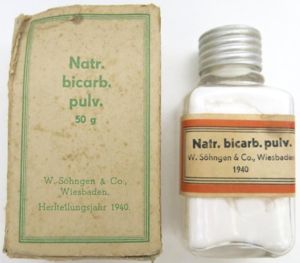 Natr.
bicarb.
pulv.
50 g
W. Söhngen & Co.,
Wiesbaden.
Herstellungsjahr 1940.
Natr. bicarb. pulv.
W. Söhngen & Co., Wiesbaden
1940